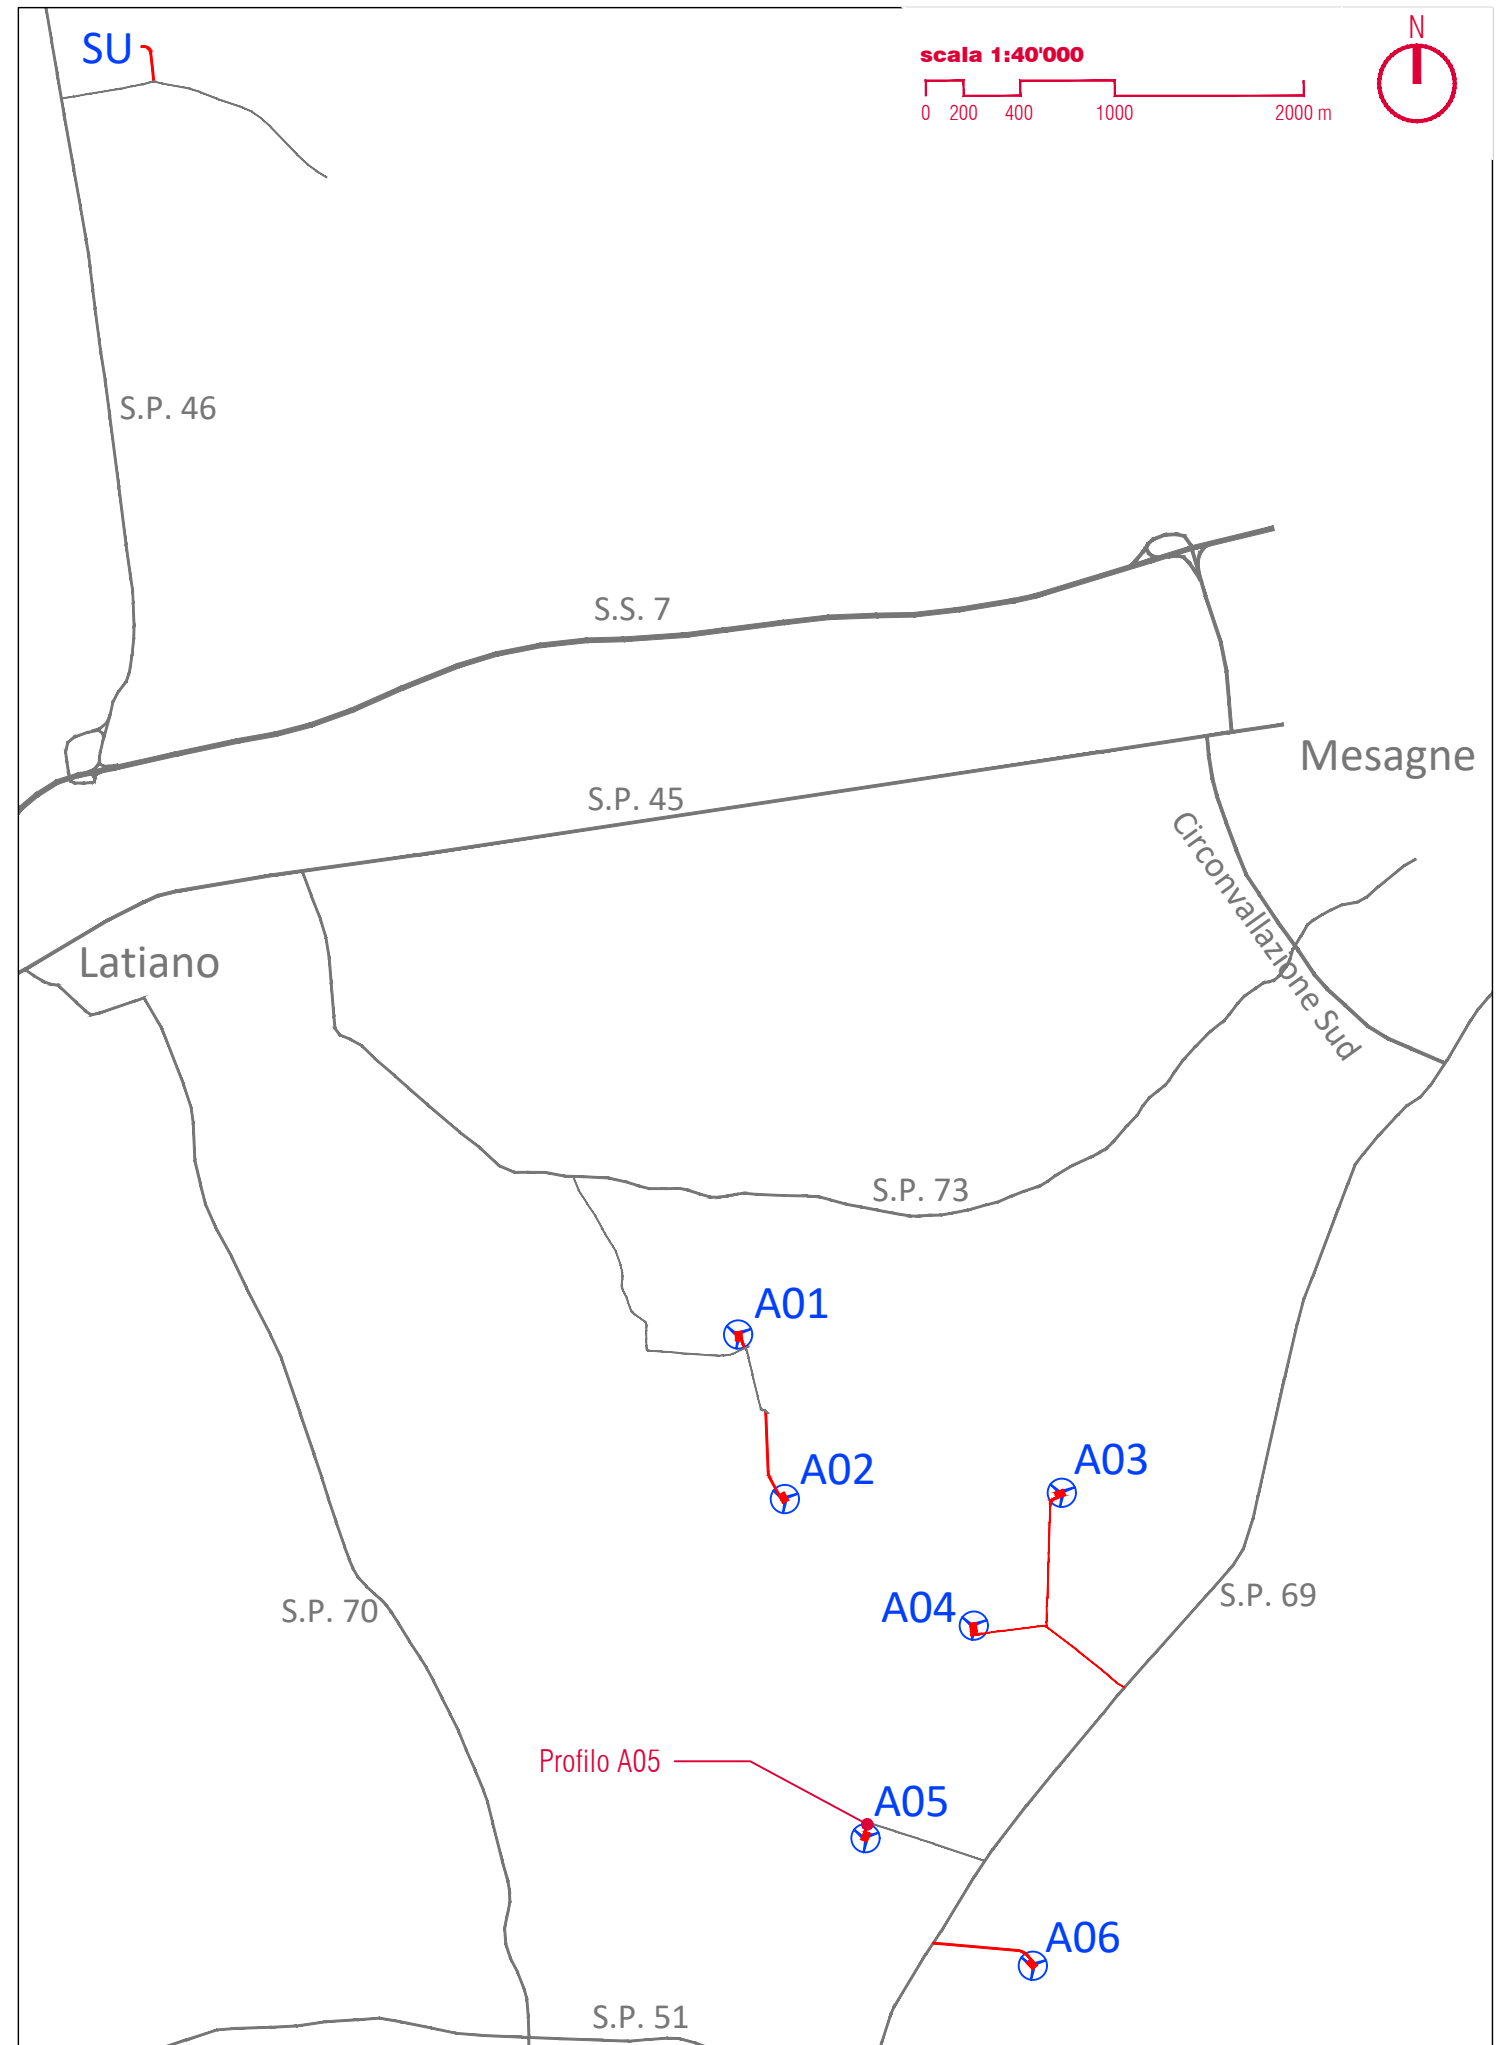 SU
scala 1:40'000
N
0 200 400 1000 2000 m
S.P. 46
S.S. 7
Mesagne
S.P. 45
Circonvallazione Sud
Latiano
S.P. 73
A01
A02
A03
S.P. 70
A04
S.P. 69
Profilo A05
A05
A06
S.P. 51